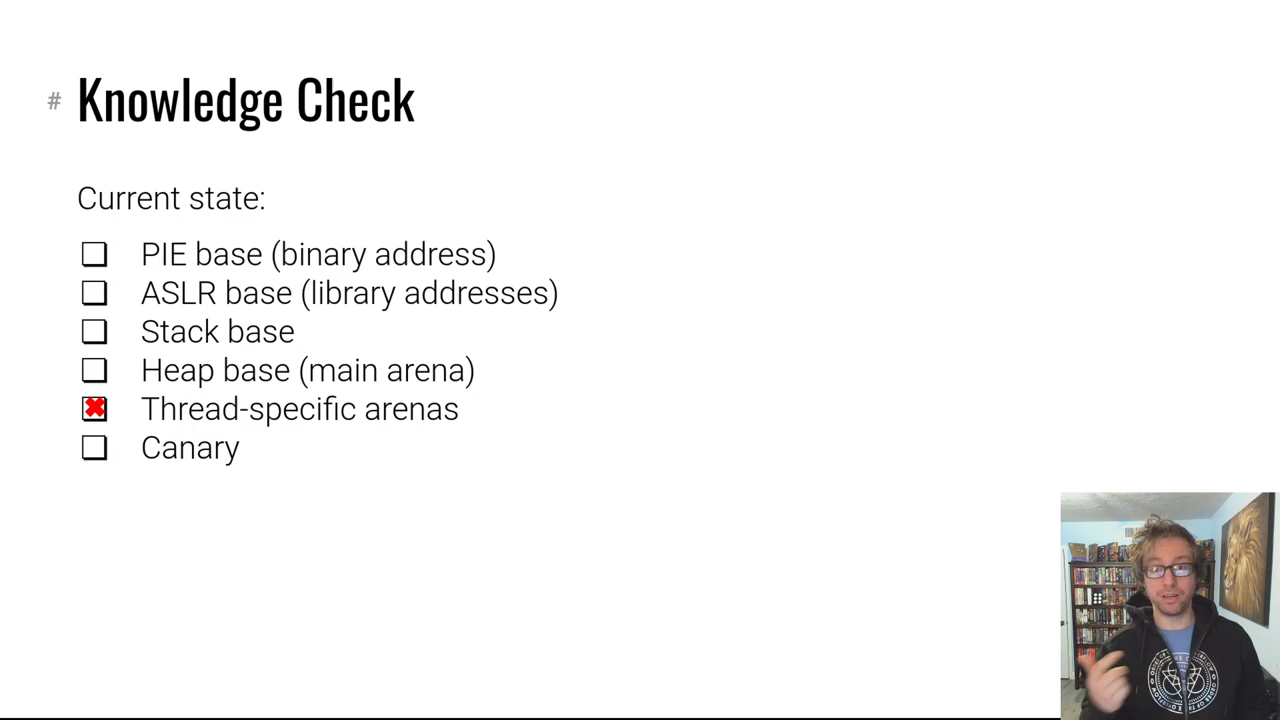 # Knowledge Check
Current state:
PIE base (binary address)
ASLR base (library addresses)
Stack base
Heap base (main arena)
Thread-specific arenas
Canary